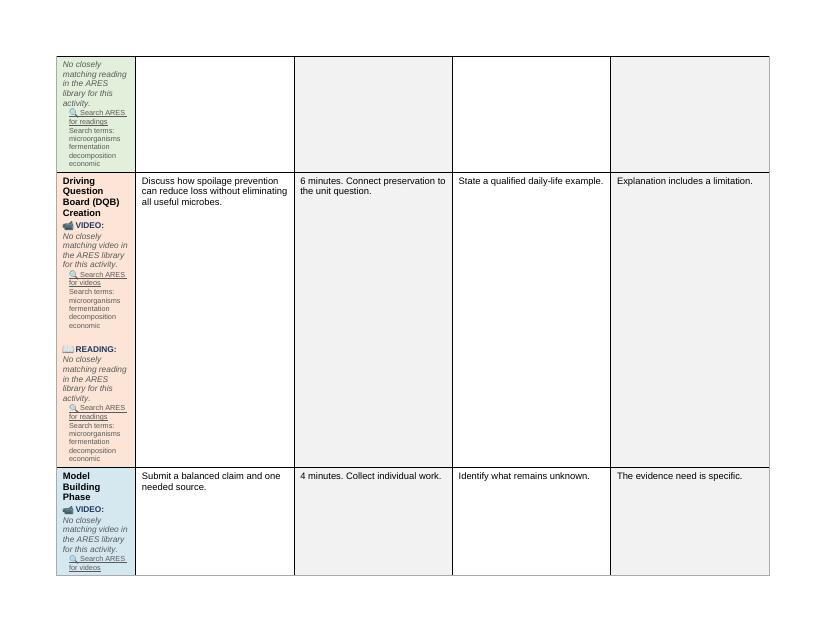 No closely
matching reading
in the ARES
library for this
activity.
🔍 Search ARES
for readings
Search terms:
microorganisms
fermentation
decomposition
economic
Driving
Question
Board (DQB)
Creation
📹 VIDEO:
No closely
matching video in
the ARES library
for this activity.
🔍 Search ARES
for videos
Search terms:
microorganisms
fermentation
decomposition
economic
📖 READING:
No closely
matching reading
in the ARES
library for this
activity.
🔍 Search ARES
for readings
Search terms:
microorganisms
fermentation
decomposition
economic
Discuss how spoilage prevention
can reduce loss without eliminating
all useful microbes.
6 minutes. Connect preservation to
the unit question.
State a qualified daily-life example.
Explanation includes a limitation.
Model
Building
Phase
📹 VIDEO:
No closely
matching video in
the ARES library
for this activity.
🔍 Search ARES
for videos
Submit a balanced claim and one
needed source.
4 minutes. Collect individual work.
Identify what remains unknown.
The evidence need is specific.